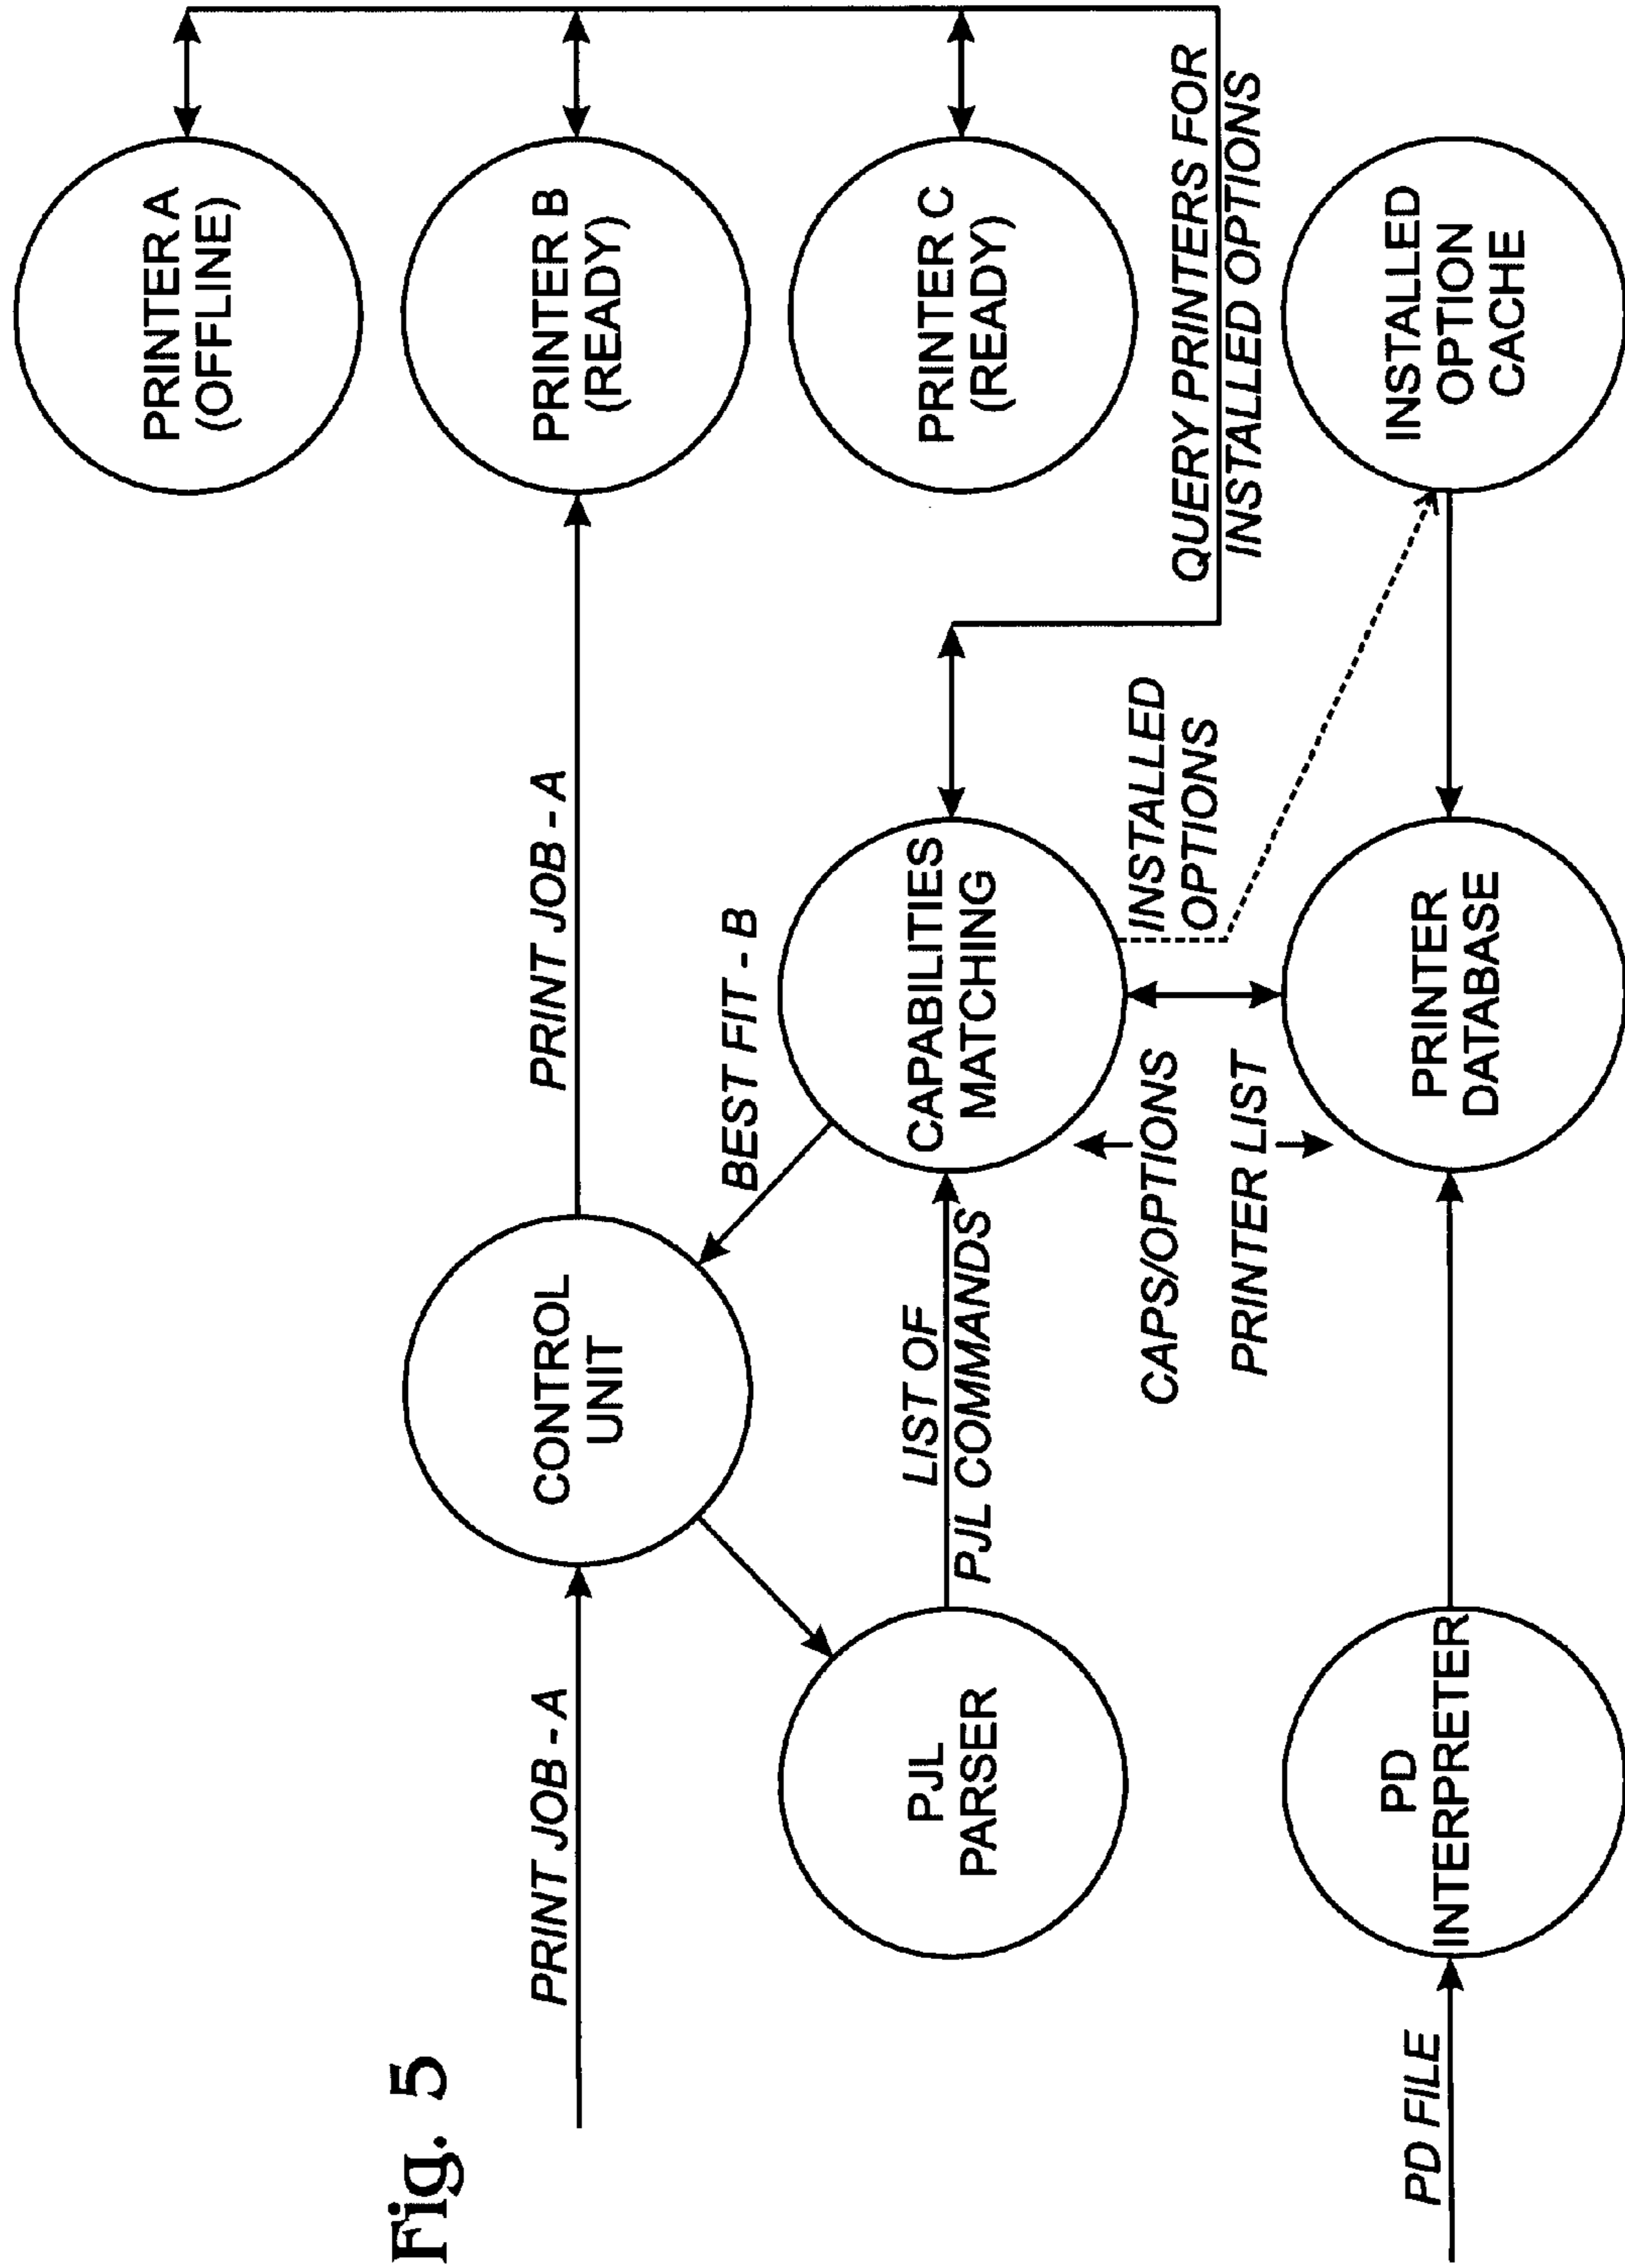 Fig. 5
PRINT JOB - A
CONTROL
UNIT
PRINT JOB - A
PRINTER A
(OFFLINE)
PRINTER B
(READY)
PRINTER C
(READY)
BEST FIT - B
PJL
PARSER
LIST OF
PJL COMMANDS
CAPABILITIES
MATCHING
QUERY PRINTERS FOR
INSTALLED OPTIONS
INSTALLED
OPTIONS
CAPS/OPTIONS
PRINTER LIST
PD FILE
PD
INTERPRETER
PRINTER
DATABASE
INSTALLED
OPTION
CACHE